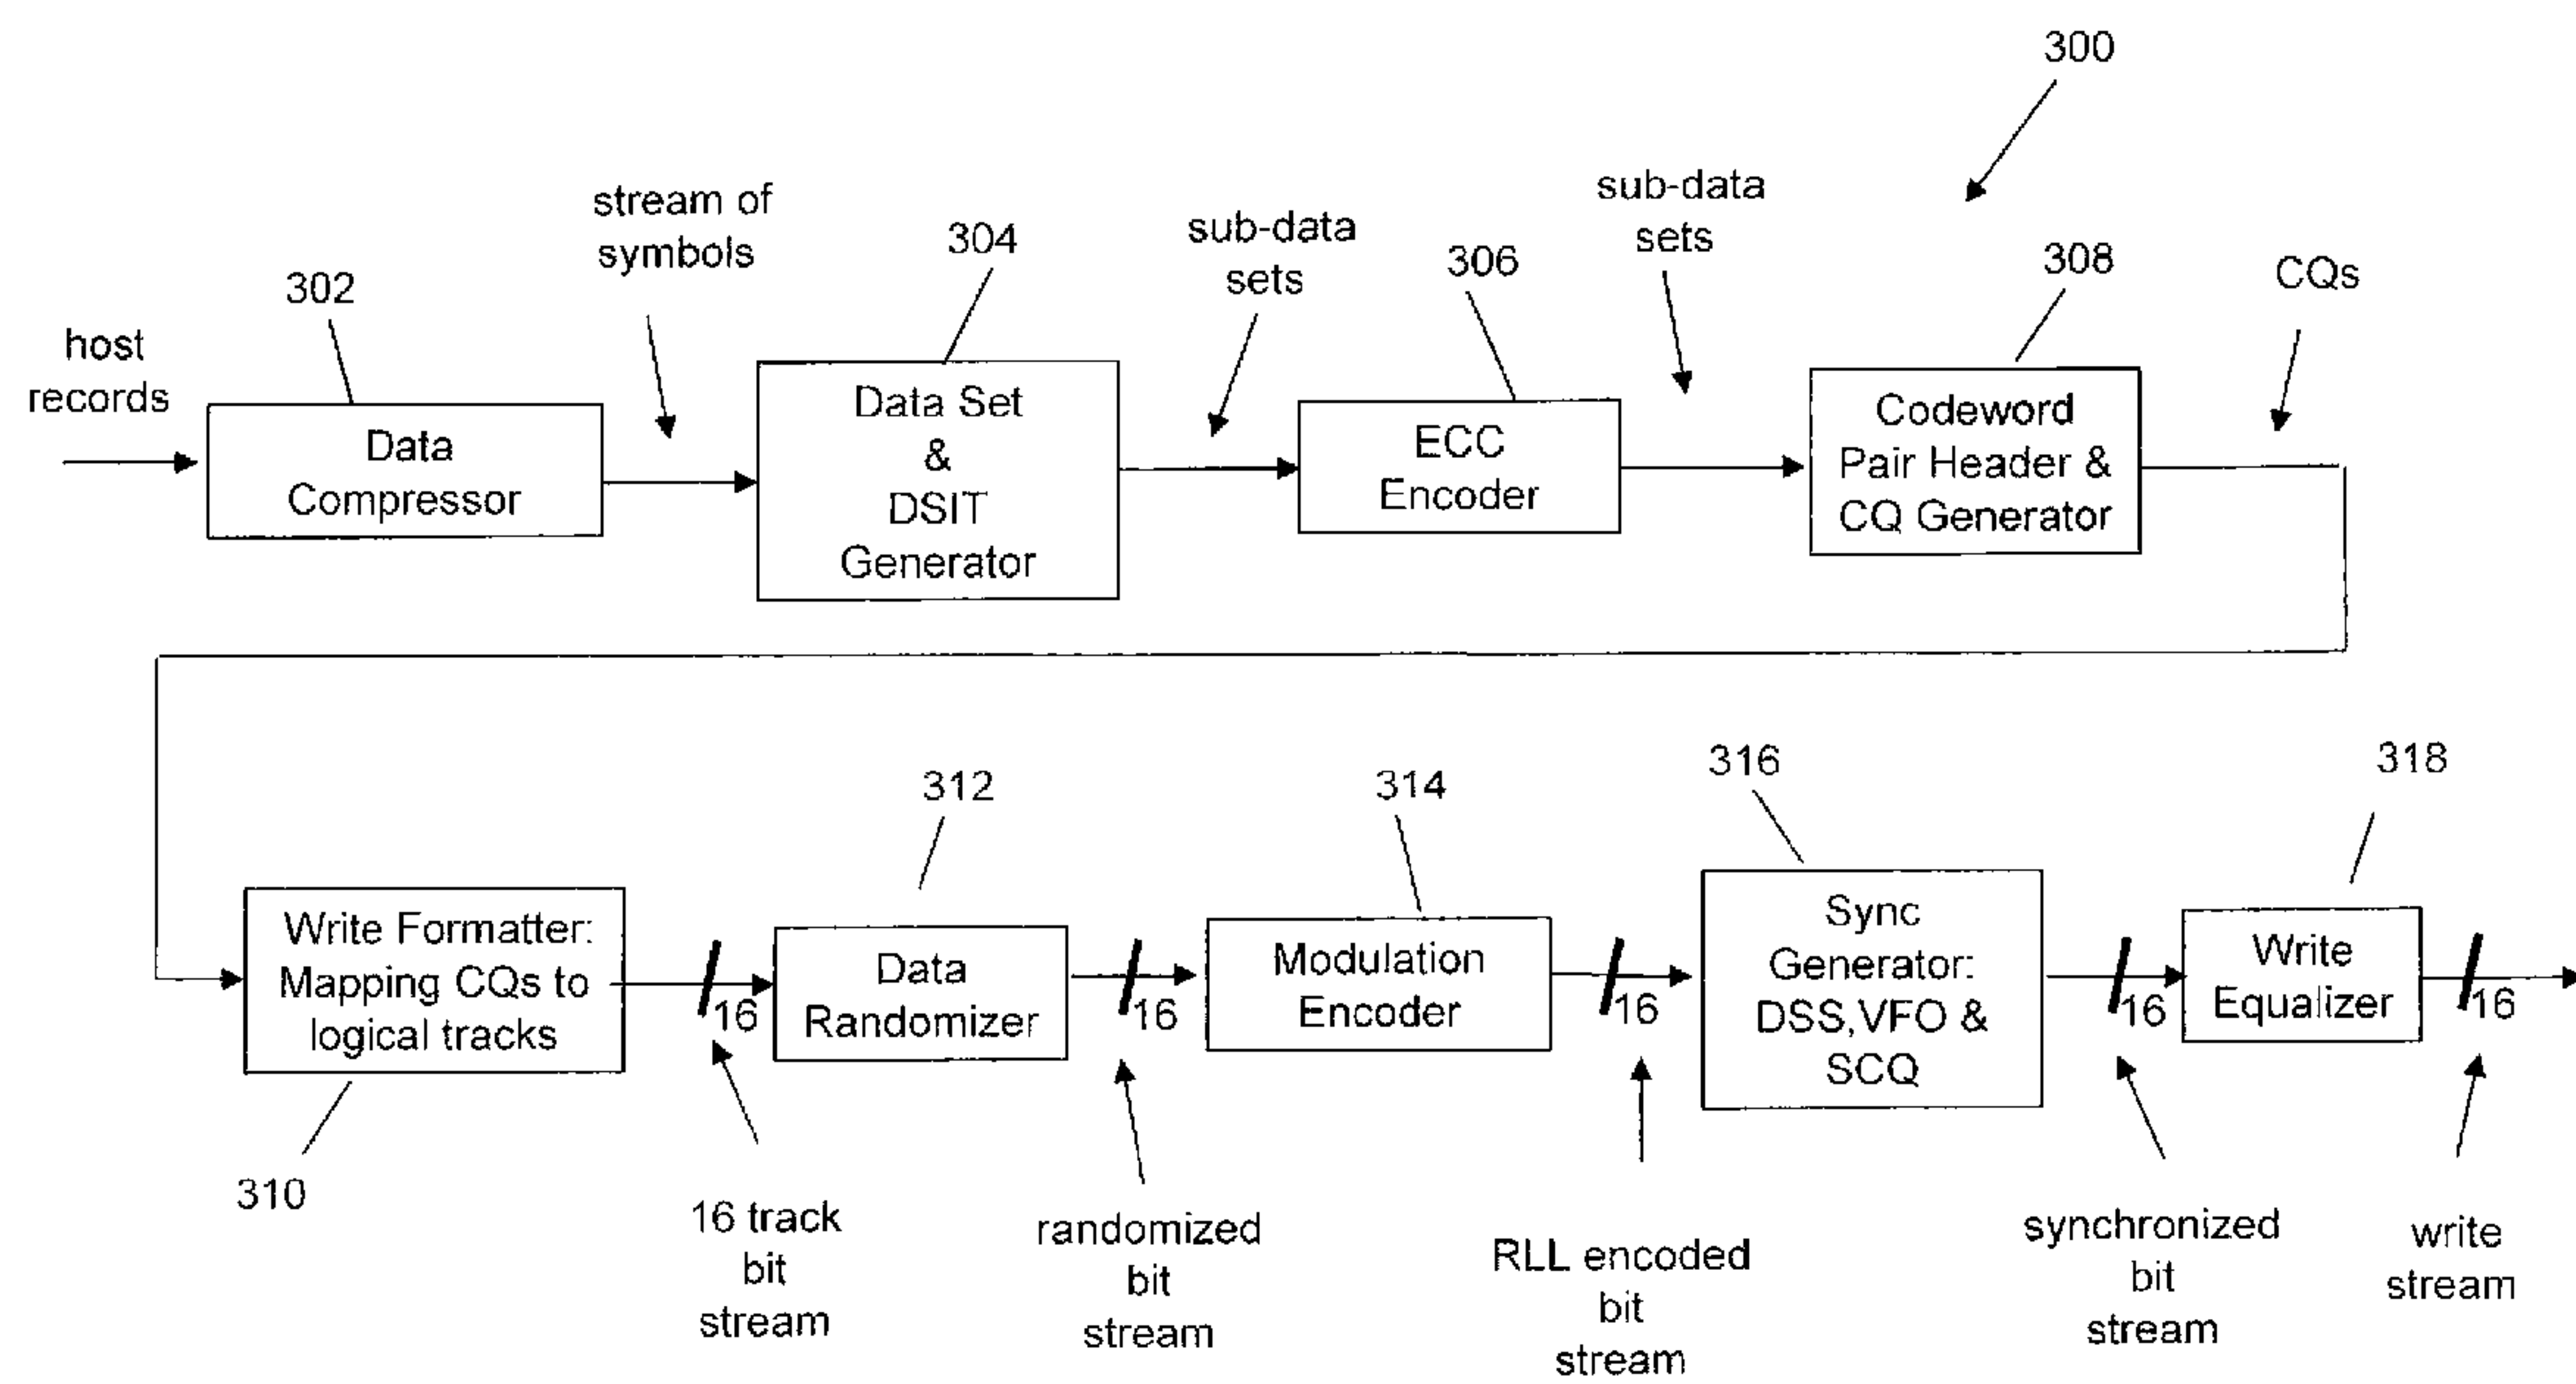 300
stream of
symbols
304
sub-data
sets
306
sub-data
sets
308
CQs
302
host
records
Data
Compressor
Data Set
&
DSIT
Generator
ECC
Encoder
Codeword
Pair Header &
CQ Generator
312
314
316
318
Write Formatter:
Mapping CQs to
logical tracks
16
Data
Randomizer
16
Modulation
Encoder
16
Sync
Generator:
DSS,VFO &
SCQ
16
Write
Equalizer
16
310
16 track
bit
stream
randomized
bit
stream
RLL encoded
bit
stream
synchronized
bit
stream
write
stream